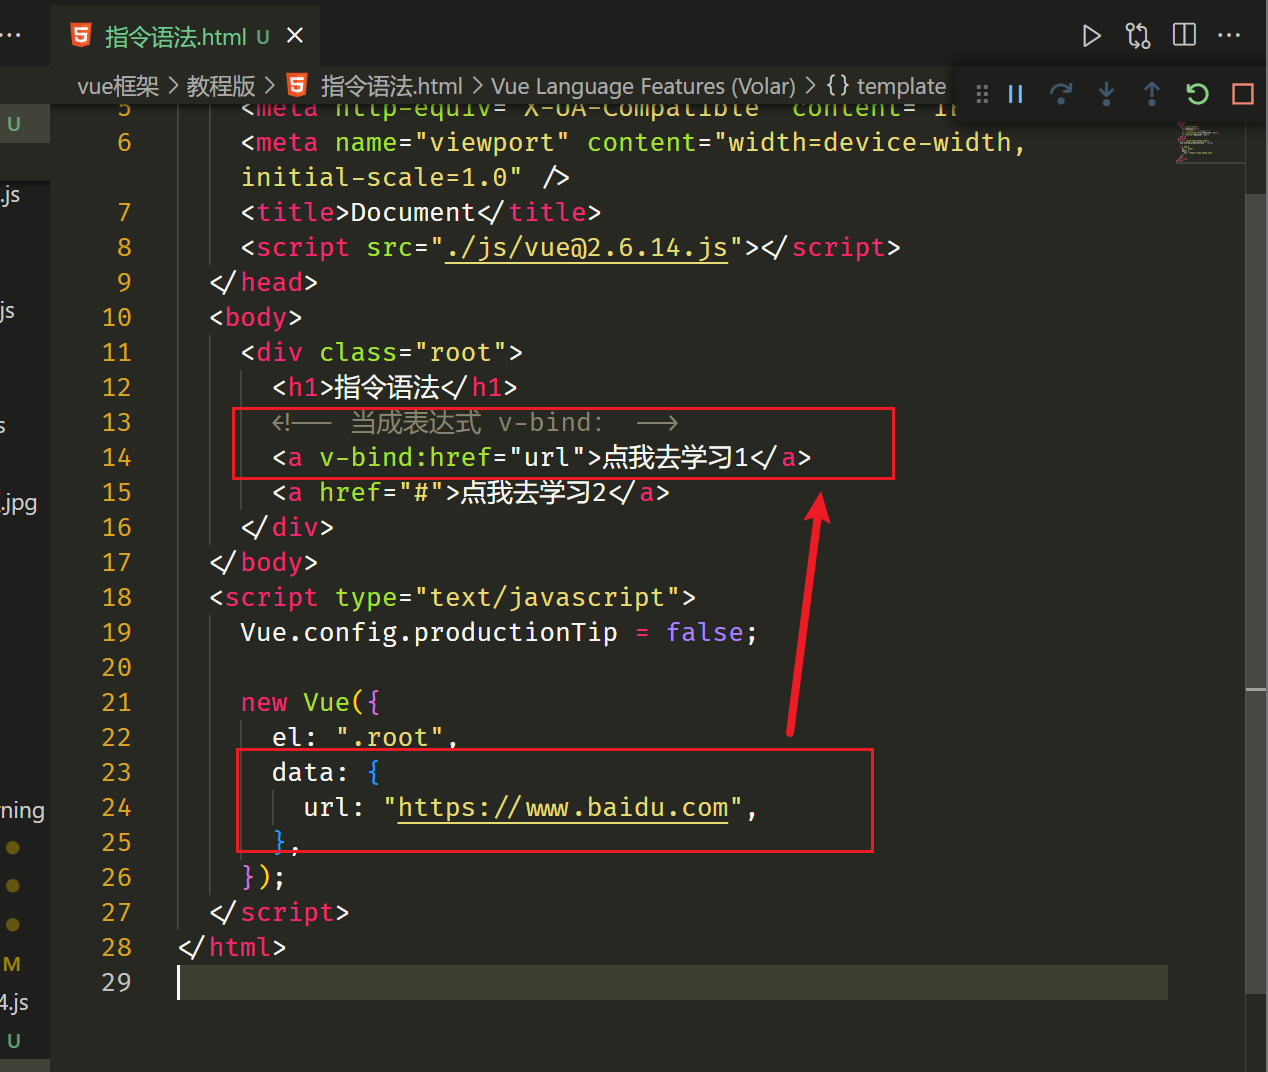 指令语法.html U
vue框架 > 教程版 > 指令语法.html > Vue Language Features (Volar) > {} template
U
.js
js
s
.jpg
ning
M
4.js
U
5 <meta http-equiv="X-UA-Compatible" content="IE
6 <meta name="viewport" content="width=device-width,
initial-scale=1.0" />
7 <title>Document</title>
8 <script src="./js/vue@2.6.14.js"></script>
9 </head>
10 <body>
11 <div class="root">
12 <h1>指令语法</h1>
13 <!-- 当成表达式 v-bind: -->
14 <a v-bind:href="url">点我去学习1</a>
15 <a href="#">点我去学习2</a>
16 </div>
17 </body>
18 <script type="text/javascript">
19 Vue.config.productionTip = false;
20
21 new Vue({
22 el: ".root",
23 data: {
24 url: "https://www.baidu.com",
25 },
26 });
27 </script>
28 </html>
29